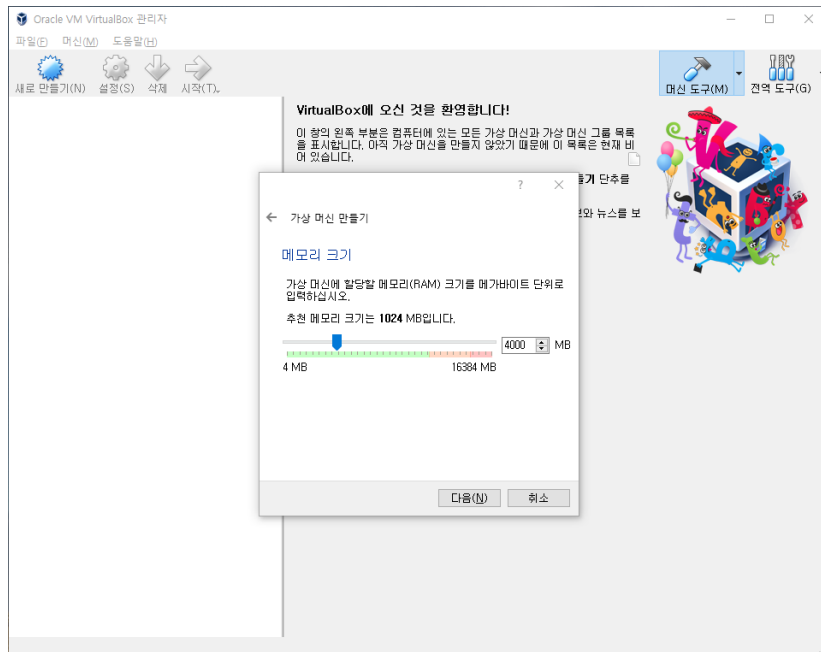 Oracle VM VirtualBox 관리자
파일(F) 머신(M) 도움말(H)
새로 만들기(N) 설정(S) 삭제 시작(T)
머신 도구(M) 전역 도구(G)
VirtualBox에 오신 것을 환영합니다!
이 창의 왼쪽 부분은 컴퓨터에 있는 모든 가상 머신과 가상 머신 그룹 목록
을 표시합니다. 아직 가상 머신을 만들지 않았기 때문에 이 목록은 현재 비
어 있습니다.
단추를
뉴스를 보
가상 머신 만들기
메모리 크기
가상 머신에 할당할 메모리(RAM) 크기를 메가바이트 단위로
입력하십시오.
추천 메모리 크기는 1024 MB입니다.
4000 MB
4 MB 16384 MB
다음(N) 취소